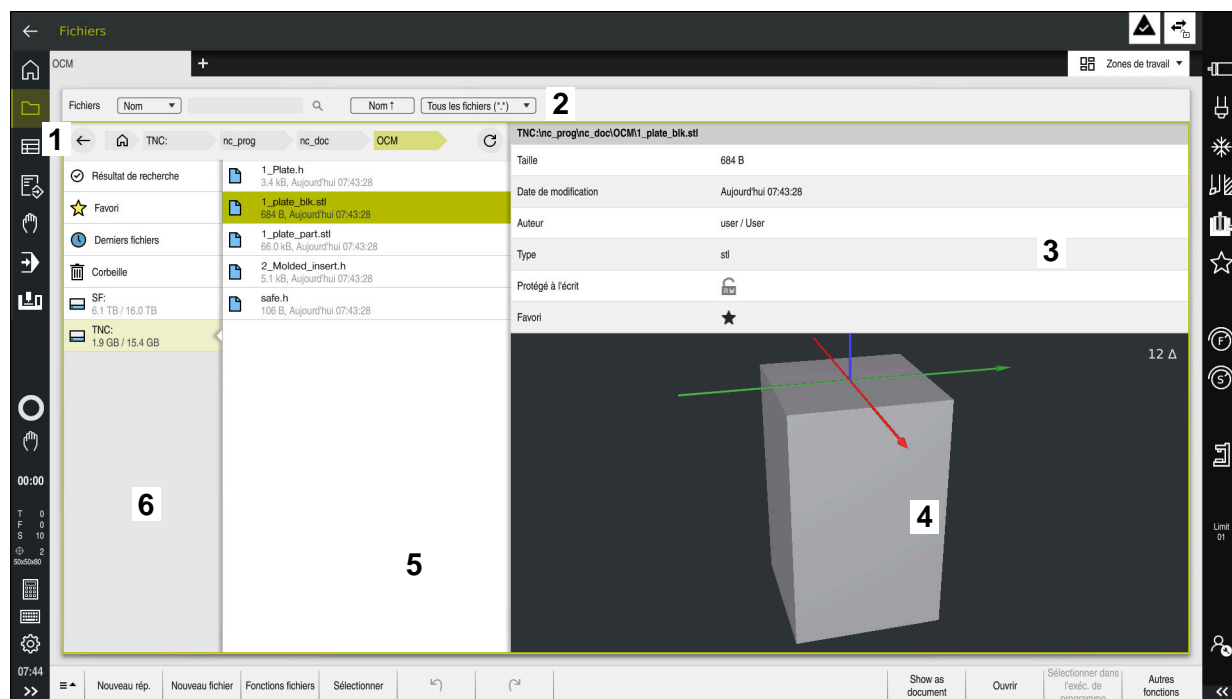 Fichiers
OCM
+
Zones de travail
Fichiers
Nom
Nom ↑
Tous les fichiers (*.*)
2
1
TNC:
nc_prog
nc_doc
OCM
TNC:\nc_prog\nc_doc\OCM\1_plate_blk.stl
Résultat de recherche
Favori
Derniers fichiers
Corbeille
SF:
6.1 TB / 16.0 TB
TNC:
1.9 GB / 15.4 GB
6
1_Plate.h
3.4 kB, Aujourd'hui 07:43:28
1_plate_blk.stl
684 B, Aujourd'hui 07:43:28
1_plate_part.stl
66.0 kB, Aujourd'hui 07:43:28
2_Molded_insert.h
5.1 kB, Aujourd'hui 07:43:28
safe.h
106 B, Aujourd'hui 07:43:28
5
Taille 684 B
Date de modification Aujourd'hui 07:43:28
Auteur user / User
Type stl
3
Protégé à l'écrit
RW
Favori
12 Δ
4
00:00
T 0
F 0
S 10
2
50x50x80
07:44
F
S
Limit
01
Nouveau rép.
Nouveau fichier
Fonctions fichiers
Sélectionner
Show as
document
Ouvrir
Sélectionner dans
l'exéc. de
programme
Autres
fonctions